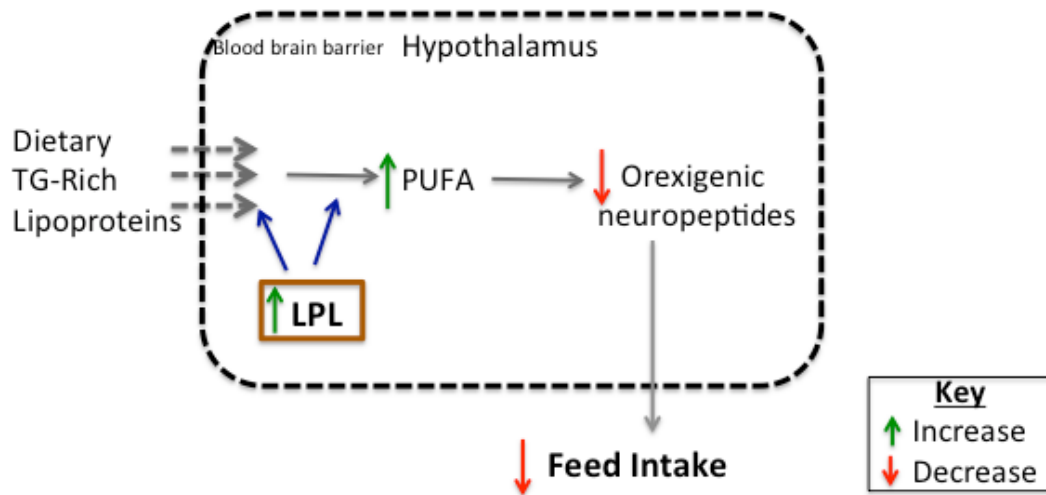 Blood brain barrier Hypothalamus
Dietary
TG-Rich
Lipoproteins
PUFA
Orexigenic
neuropeptides
LPL
Feed Intake
Key
Increase
Decrease